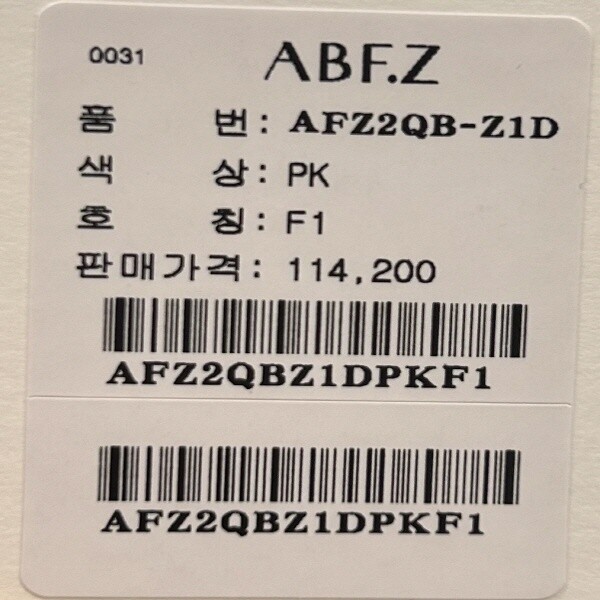 0031
ABF.Z
품 번: AFZ2QB-Z1D
색 상: PK
호 칭: F1
판매가격: 114,200
AFZ2QBZ1DPKF1
AFZ2QBZ1DPKF1